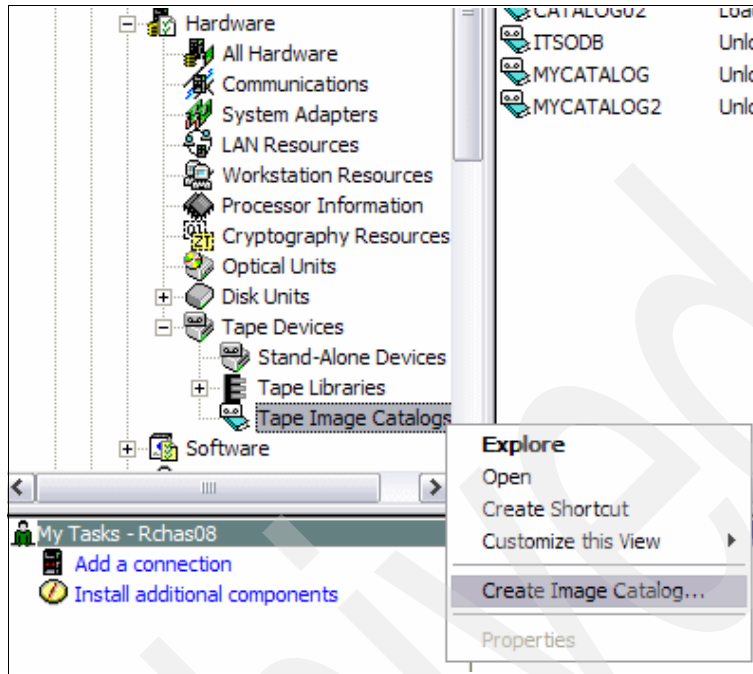 Hardware
All Hardware
Communications
System Adapters
LAN Resources
Workstation Resources
Processor Information
Cryptography Resources
Optical Units
Disk Units
Tape Devices
Stand-Alone Devices
Tape Libraries
Tape Image Catalogs
Software
CATALOG02
ITSODB
MYCATALOG
MYCATALOG2
Explore
Open
Create Shortcut
Customize this View
Create Image Catalog...
Properties
My Tasks - Rchas08
Add a connection
Install additional components